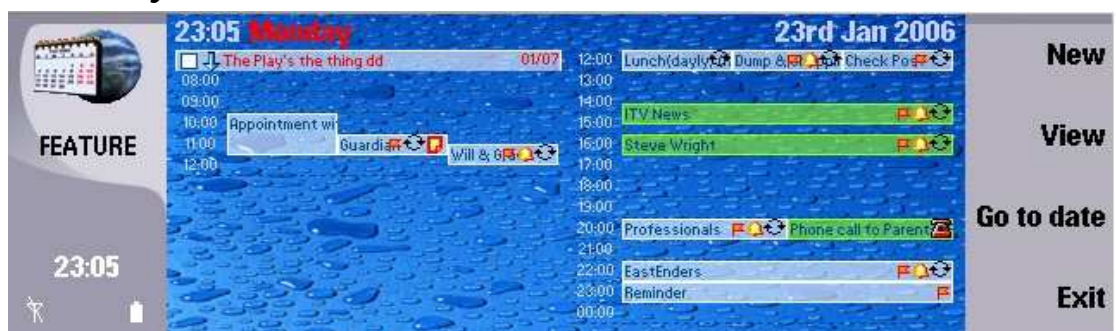 23:05 Monday 23rd Jan 2006
FEATURE
23:05
The Play's the thing dd 01/07
08:00
09:00
10:00 Appointment wi
11:00 Guardia
12:00 Will & Gra
12:00 Lunch(dayly) Dump & Check Pos
13:00
14:00
15:00 ITV News
16:00 Steve Wright
17:00
18:00
19:00
20:00 Professionals Phone call to Parent
21:00
22:00 EastEnders
23:00 Reminder
00:00
New
View
Go to date
Exit